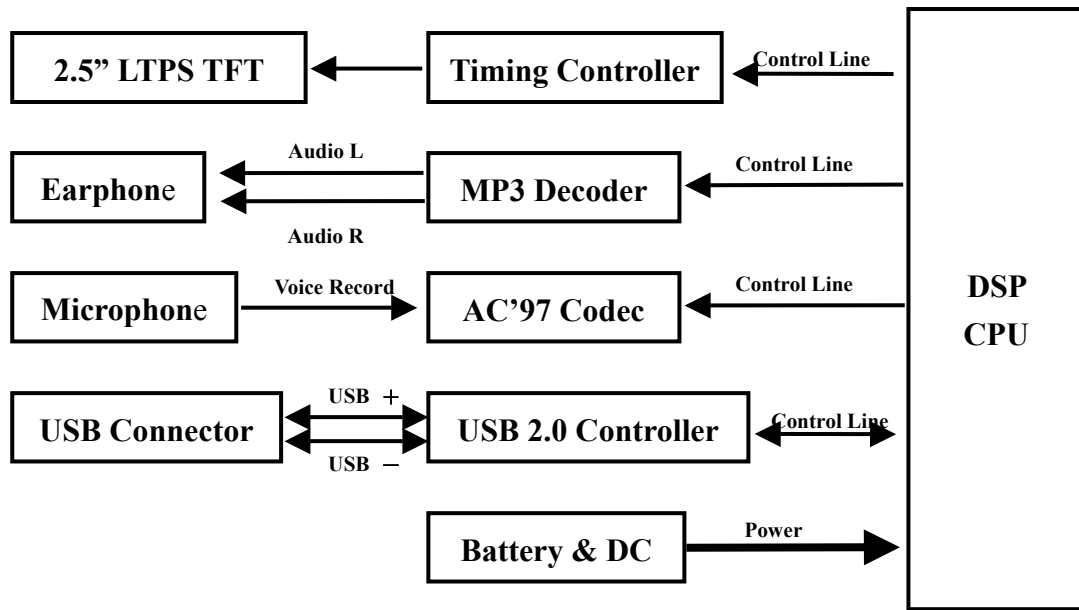 2.5” LTPS TFT
Timing Controller
Control Line
Audio L
Earphone
MP3 Decoder
Control Line
Audio R
Microphone
Voice Record
AC’97 Codec
Control Line
DSP
CPU
USB +
USB Connector
USB 2.0 Controller
Control Line
USB −
Battery & DC
Power